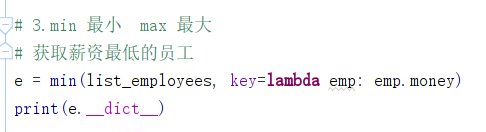 # 3.min 最小  max 最大
# 获取薪资最低的员工
e = min(list_employees, key=lambda emp: emp.money)
print(e.__dict__)